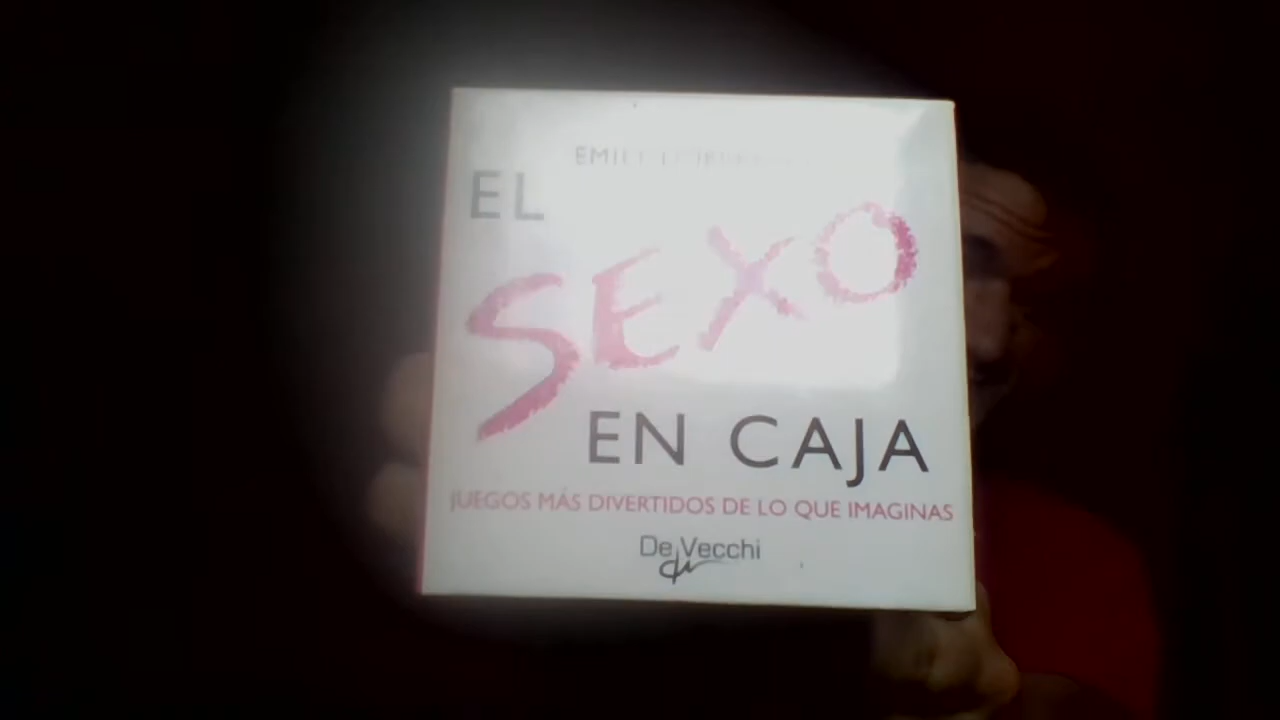 EL
SEXO
EN CAJA
JUEGOS MÁS DIVERTIDOS DE LO QUE IMAGINAS
De Vecchi